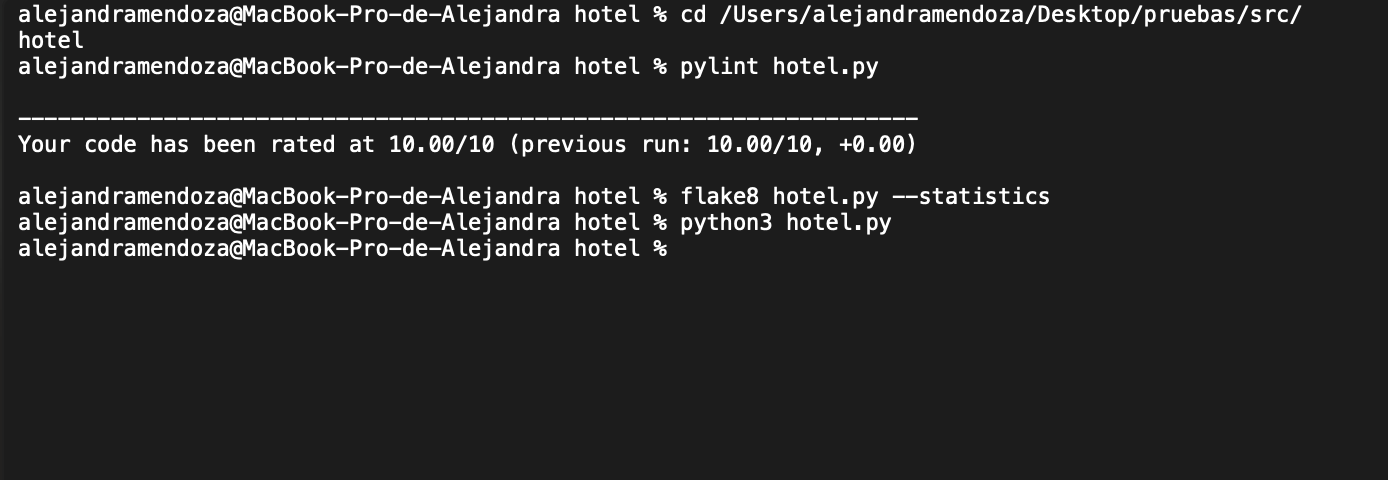 alejandramendoza@MacBook-Pro-de-Alejandra hotel % cd /Users/alejandramendoza/Desktop/pruebas/src/
hotel
alejandramendoza@MacBook-Pro-de-Alejandra hotel % pylint hotel.py
--------------------------------------------------------------------
Your code has been rated at 10.00/10 (previous run: 10.00/10, +0.00)
alejandramendoza@MacBook-Pro-de-Alejandra hotel % flake8 hotel.py --statistics
alejandramendoza@MacBook-Pro-de-Alejandra hotel % python3 hotel.py
alejandramendoza@MacBook-Pro-de-Alejandra hotel %